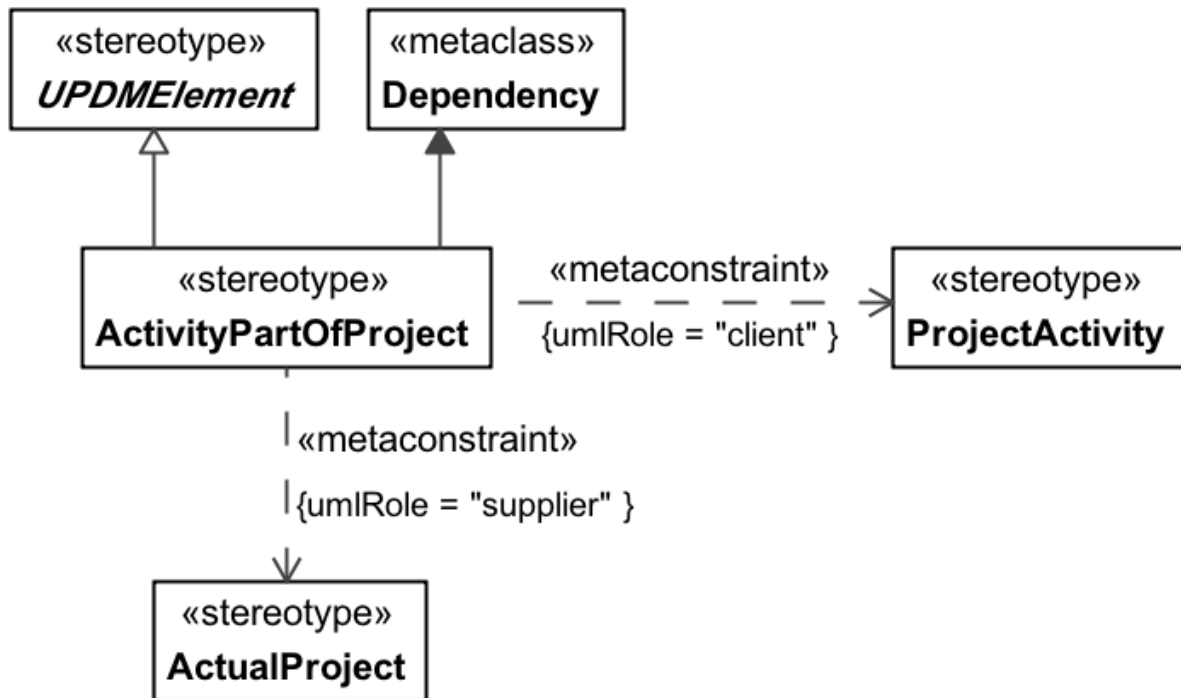 «stereotype»
UPDMElement
«metaclass»
Dependency
«stereotype»
ActivityPartOfProject
«metaconstraint»
{umlRole = "client" }
«stereotype»
ProjectActivity
«metaconstraint»
{umlRole = "supplier" }
«stereotype»
ActualProject